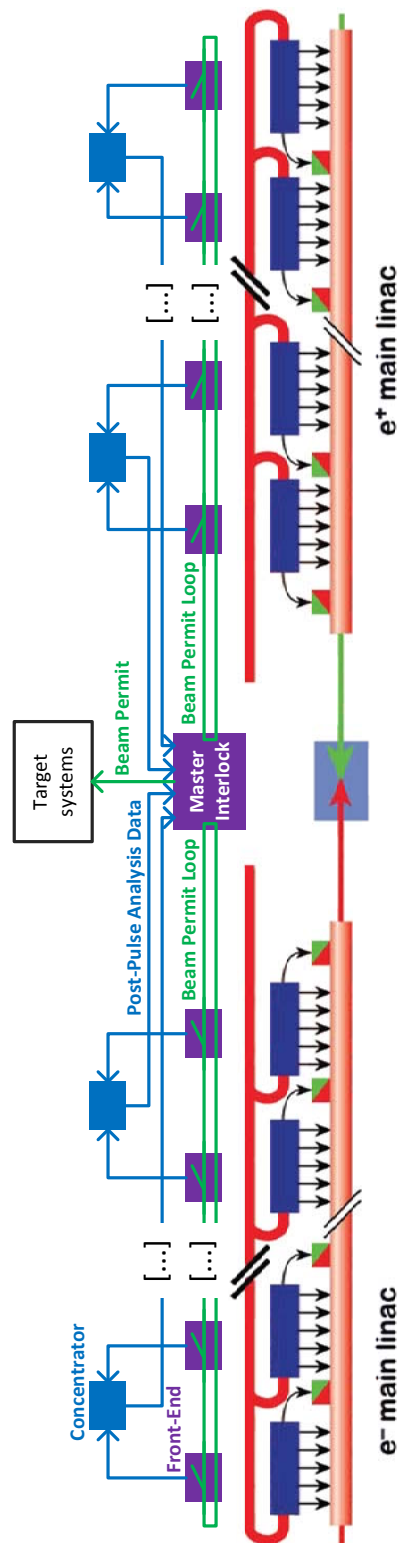 Target
systems
Beam Permit
Post-Pulse Analysis Data
Concentrator
Front-End
[...]
[...]
Beam Permit Loop
Master
Interlock
Beam Permit Loop
[...]
[...]
e− main linac
e+ main linac